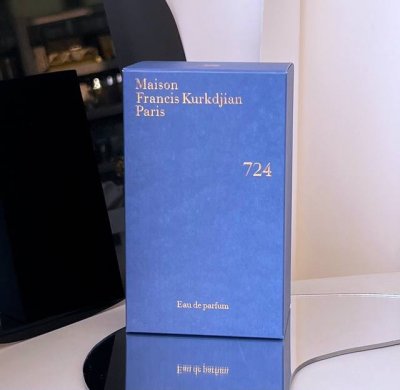 Maison
Francis Kurkdjian
Paris
724
Eau de parfum